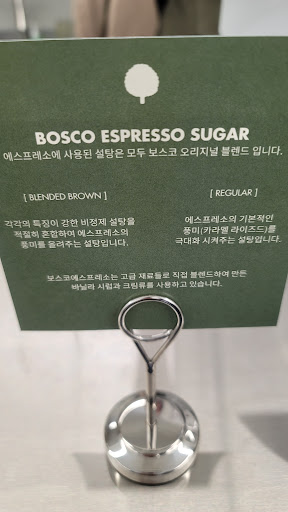 BOSCO ESPRESSO SUGAR
에스프레소에 사용된 설탕은 모두 보스코 오리지널 블렌드 입니다.
[ BLENDED BROWN ]
각각의 특징이 강한 비정제 설탕을
적절히 혼합하여 에스프레소의
풍미를 올려주는 설탕입니다.
[ REGULAR ]
에스프레소의 기본적인
풍미(카라멜 라이즈드)를
극대화 시켜주는 설탕입니다.
보스코에스프레소는 고급 재료들로 직접 블렌드하여 만든
바닐라 시럽과 크림류를 사용하고 있습니다.